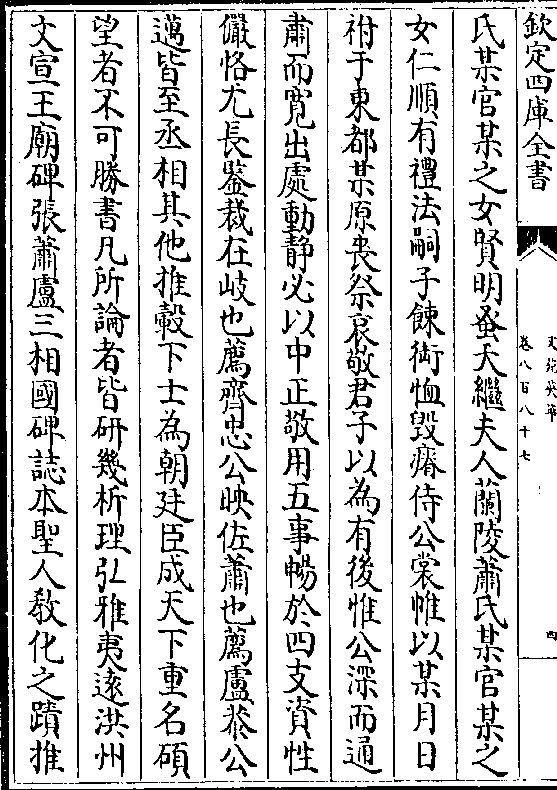 欽定四庫全書
文苑英華
卷八百八十七
四
氏某官某之女賢明蚤夭繼夫人蘭陵蕭氏某官某之
女仁順有禮法嗣子餗銜恤毀瘠侍公裳帷以某月日
祔于東都某原喪祭哀敬君子以為有後惟公深而通
肅而寛出處動静必以中正敬用五事暢於四支資性
儼恪尤長鉴裁在岐也薦齊忠公映佐蕭也薦盧㳟公
邁皆至丞相其他推轂下士為朝廷臣成天下重名碩
望者不可勝書凡所論者皆研幾析理弘雅夷遠洪州
文宣王廟碑張蕭盧三相國碑誌本聖人敎化之蹟推